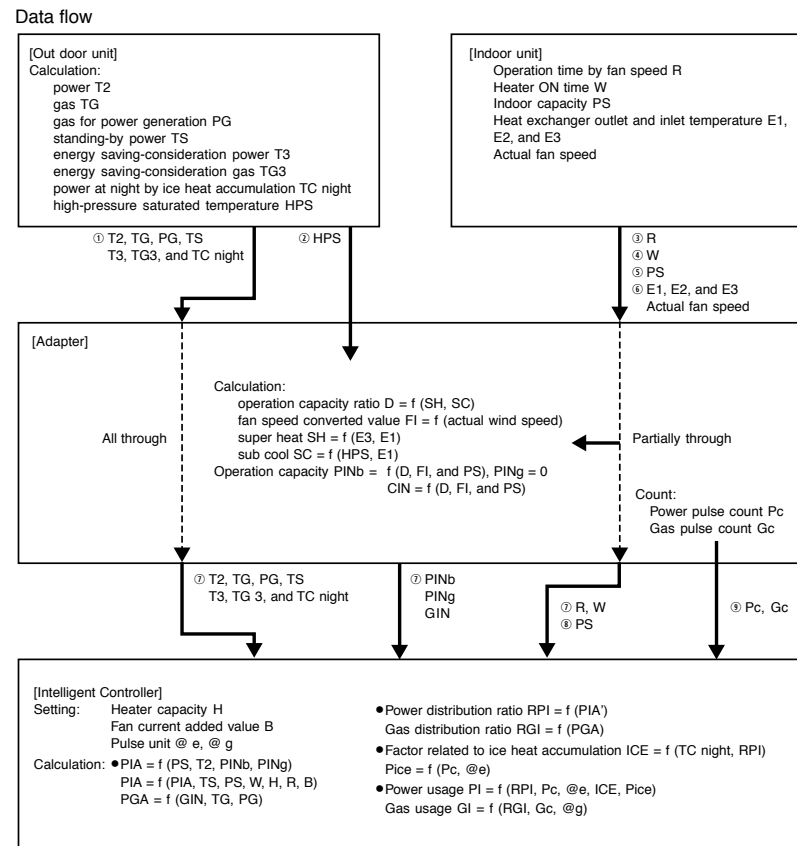 Data flow
[Out door unit]
Calculation:
power T2
gas TG
gas for power generation PG
standing-by power TS
energy saving-consideration power T3
energy saving-consideration gas TG3
power at night by ice heat accumulation TC night
high-pressure saturated temperature HPS
[Indoor unit]
Operation time by fan speed R
Heater ON time W
Indoor capacity PS
Heat exchanger outlet and inlet temperature E1,
E2, and E3
Actual fan speed
① T2, TG, PG, TS
T3, TG3, and TC night
② HPS
③ R
④ W
⑤ PS
⑥ E1, E2, and E3
Actual fan speed
[Adapter]
All through
Calculation:
operation capacity ratio D = f (SH, SC)
fan speed converted value FI = f (actual wind speed)
super heat SH = f (E3, E1)
sub cool SC = f (HPS, E1)
Operation capacity PINb = f (D, FI, and PS), PINg = 0
CIN = f (D, FI, and PS)
Partially through
Count:
Power pulse count Pc
Gas pulse count Gc
⑦ T2, TG, PG, TS
T3, TG 3, and TC night
⑦ PINb
PINg
GIN
⑦ R, W
⑧ PS
⑨ Pc, Gc
[Intelligent Controller]
Setting: Heater capacity H
Fan current added value B
Pulse unit @ e, @ g
Calculation: ●PIA = f (PS, T2, PINb, PINg)
PIA = f (PIA, TS, PS, W, H, R, B)
PGA = f (GIN, TG, PG)
●Power distribution ratio RPI = f (PIA')
Gas distribution ratio RGI = f (PGA)
●Factor related to ice heat accumulation ICE = f (TC night, RPI)
Pice = f (Pc, @e)
●Power usage PI = f (RPI, Pc, @e, ICE, Pice)
Gas usage GI = f (RGI, Gc, @g)